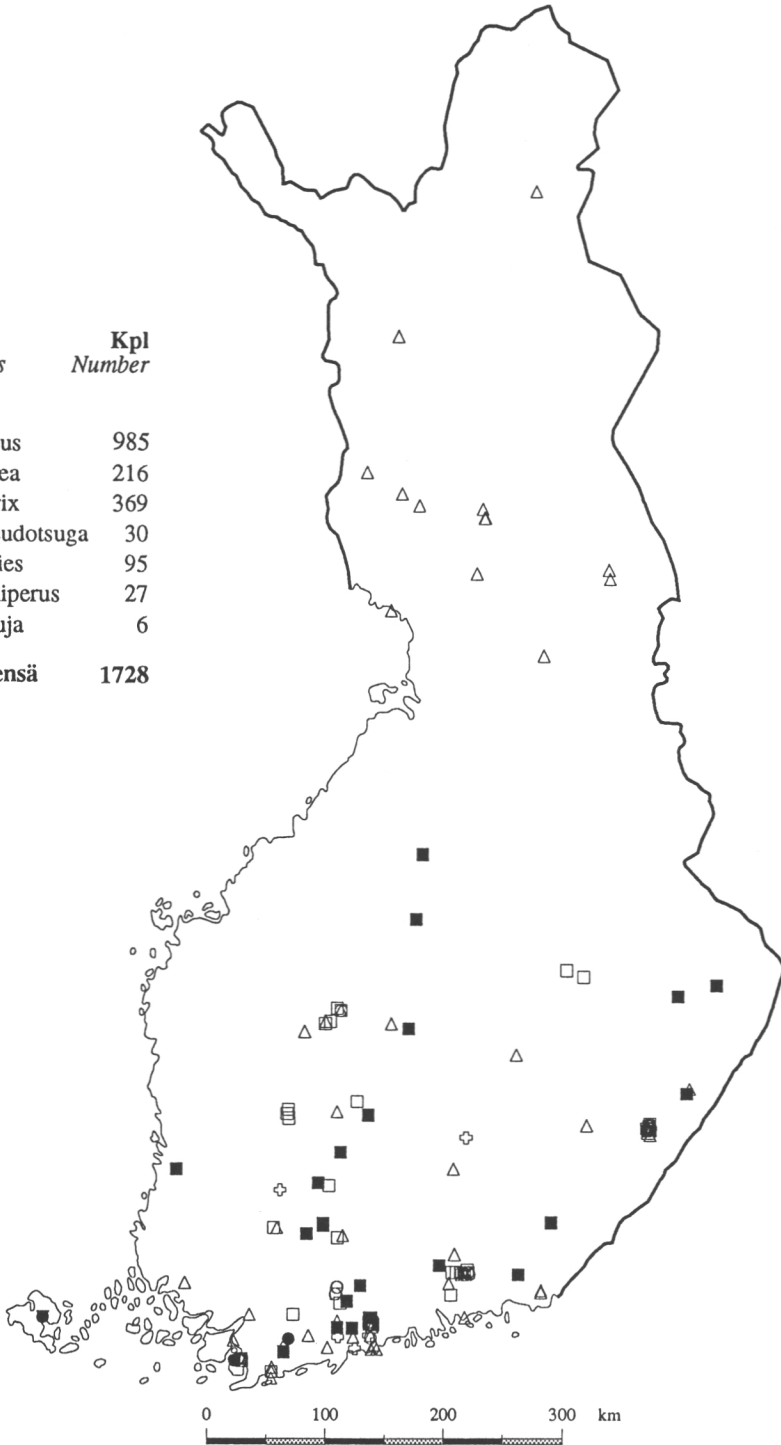 Kpl
s Number
us 985
ea 216
ix 369
udotsuga 30
ies 95
iperus 27
uja 6
ensä 1728
0 100 200 300 km